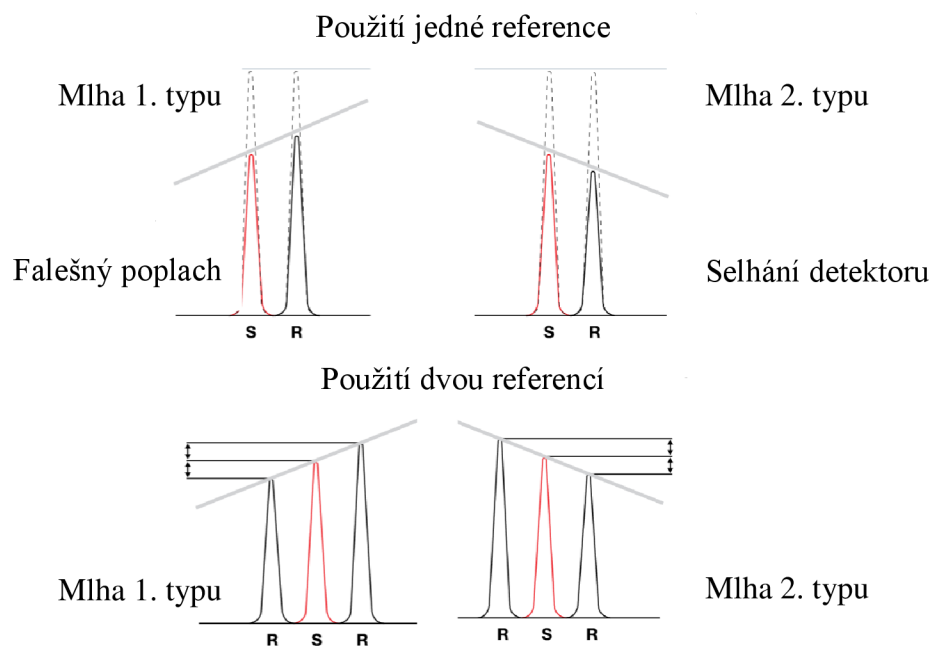 Použití jedné reference
Mlha 1. typu
Mlha 2. typu
Falešný poplach
Selhání detektoru
S R
S R
Použití dvou referencí
Mlha 1. typu
Mlha 2. typu
R S R
R S R